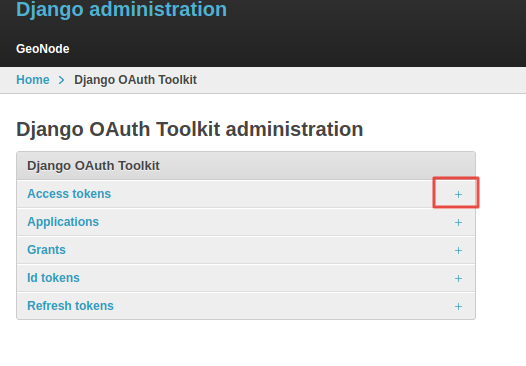 Django administration
GeoNode
Home > Django OAuth Toolkit
Django OAuth Toolkit administration
Django OAuth Toolkit
Access tokens +
Applications +
Grants +
Id tokens +
Refresh tokens +